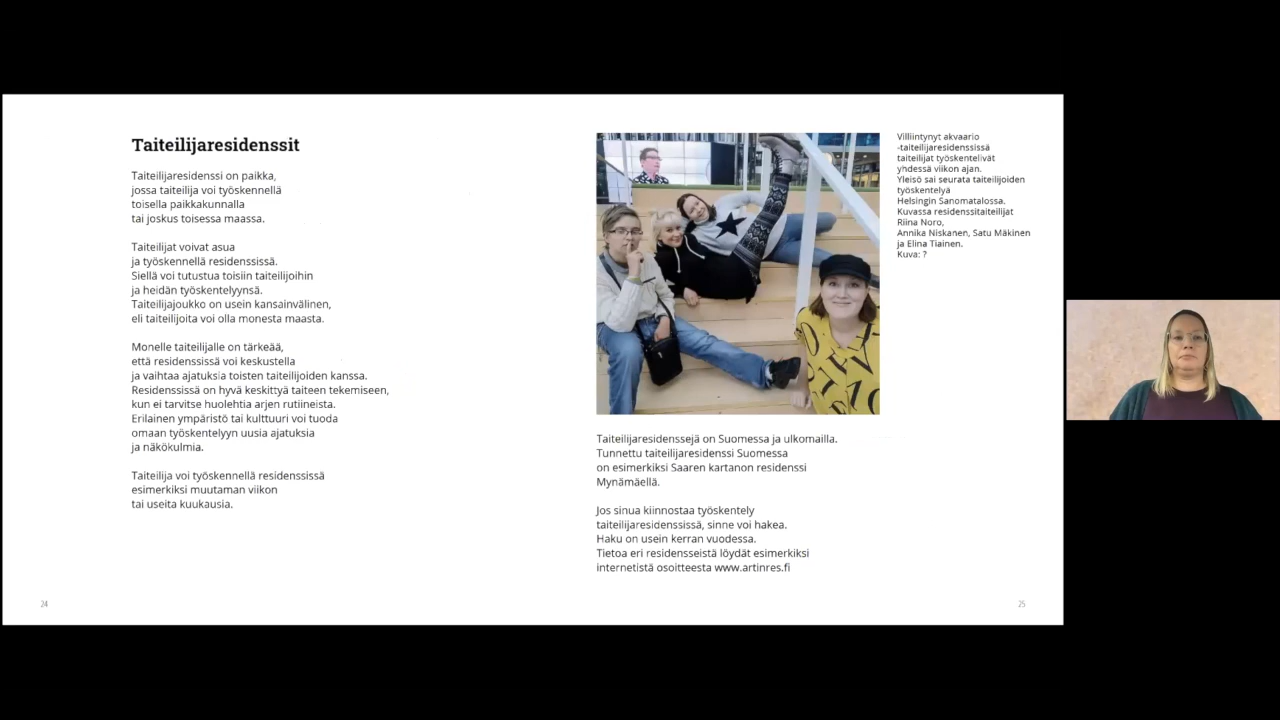 Taiteilijaresidenssit
Taiteilijaresidenssi on paikka,
jossa taiteilija voi työskennellä
toisella paikkakunnalla
tai joskus toisessa maassa.
Taiteilijat voivat asua
ja työskennellä residenssissä.
Siellä voi tutustua toisiin taiteilijoihin
ja heidän työskentelyynsä.
Taiteilijajoukko on usein kansainvälinen,
eli taiteilijoita voi olla monesta maasta.
Monelle taiteilijalle on tärkeää,
että residenssissä voi keskustella
ja vaihtaa ajatuksia toisten taiteilijoiden kanssa.
Residenssissä on hyvä keskittyä taiteen tekemiseen,
kun ei tarvitse huolehtia arjen rutiineista.
Erilainen ympäristö tai kulttuuri voi tuoda
omaan työskentelyyn uusia ajatuksia
ja näkökulmia.
Taiteilija voi työskennellä residenssissä
esimerkiksi muutaman viikon
tai useita kuukausia.
24
Villiintynyt akvaario
-taiteilijaresidenssissä
taiteilijat työskentelivät
yhdessä viikon ajan.
Yleisö sai seurata taiteilijoiden
työskentelyä
Helsingin Sanomatalossa.
Kuvassa residenssitaiteilijat
Riina Noro,
Annika Niskanen, Satu Mäkinen
ja Elina Tiainen.
Kuva: ?
Taiteilijaresidenssejä on Suomessa ja ulkomailla.
Tunnettu taiteilijaresidenssi Suomessa
on esimerkiksi Saaren kartanon residenssi
Mynämäellä.
Jos sinua kiinnostaa työskentely
taiteilijaresidenssissä, sinne voi hakea.
Haku on usein kerran vuodessa.
Tietoa eri residensseistä löydät esimerkiksi
internetistä osoitteesta www.artinres.fi
25